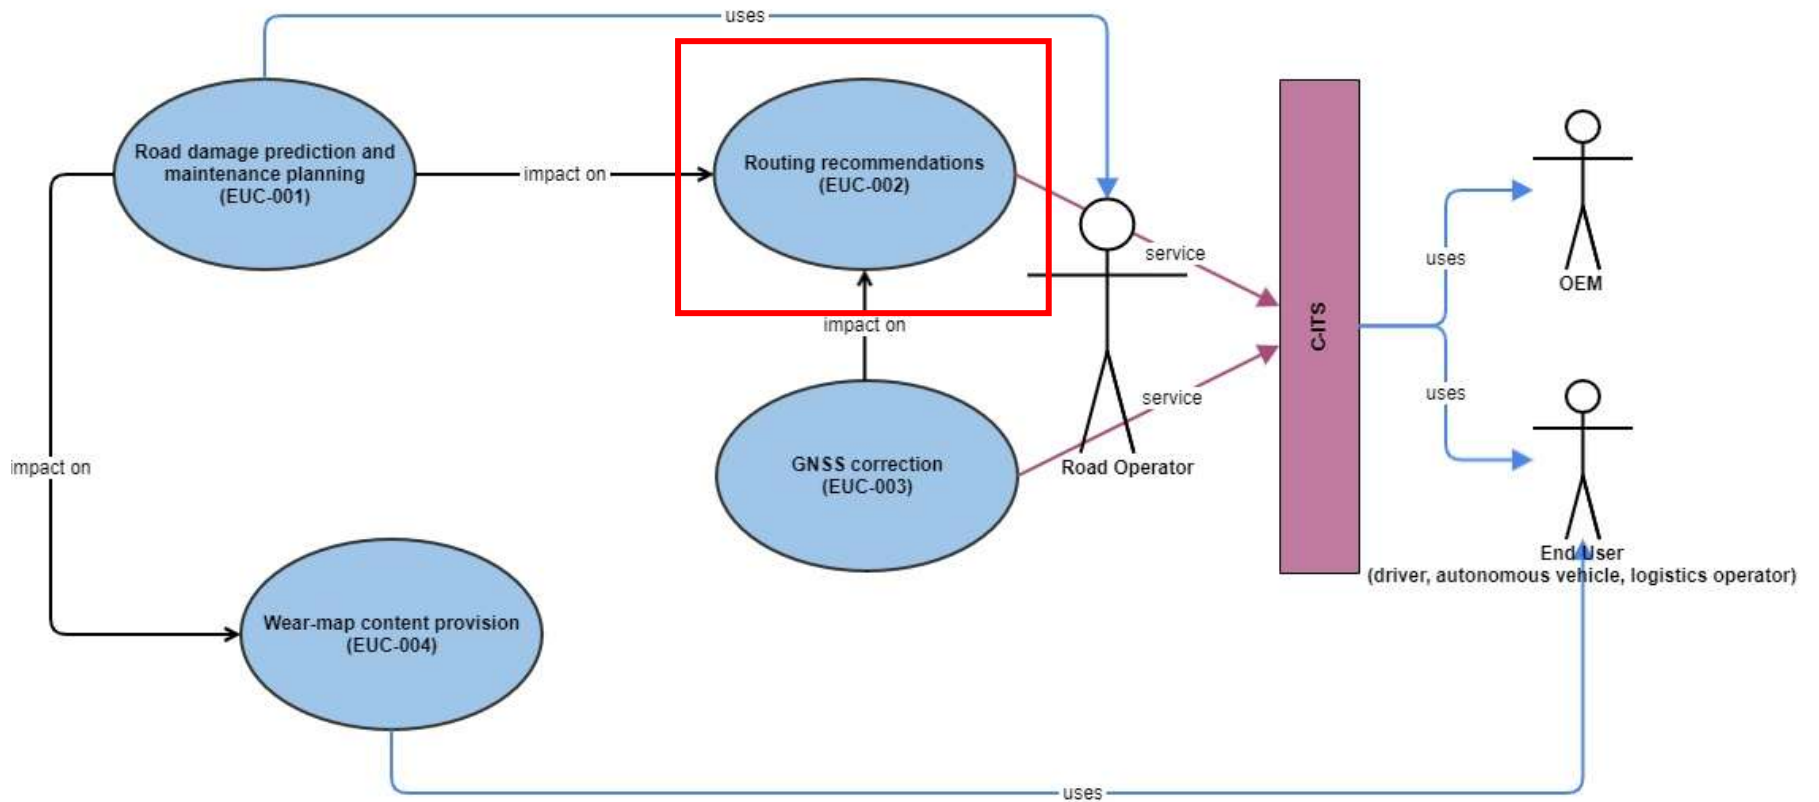 uses
Road damage prediction and
maintenance planning
(EUC-001)
impact on
Routing recommendations
(EUC-002)
service
uses
OEM
impact on
C-ITS
uses
service
GNSS correction
(EUC-003)
Road Operator
impact on
End User
(driver, autonomous vehicle, logistics operator)
Wear-map content provision
(EUC-004)
uses